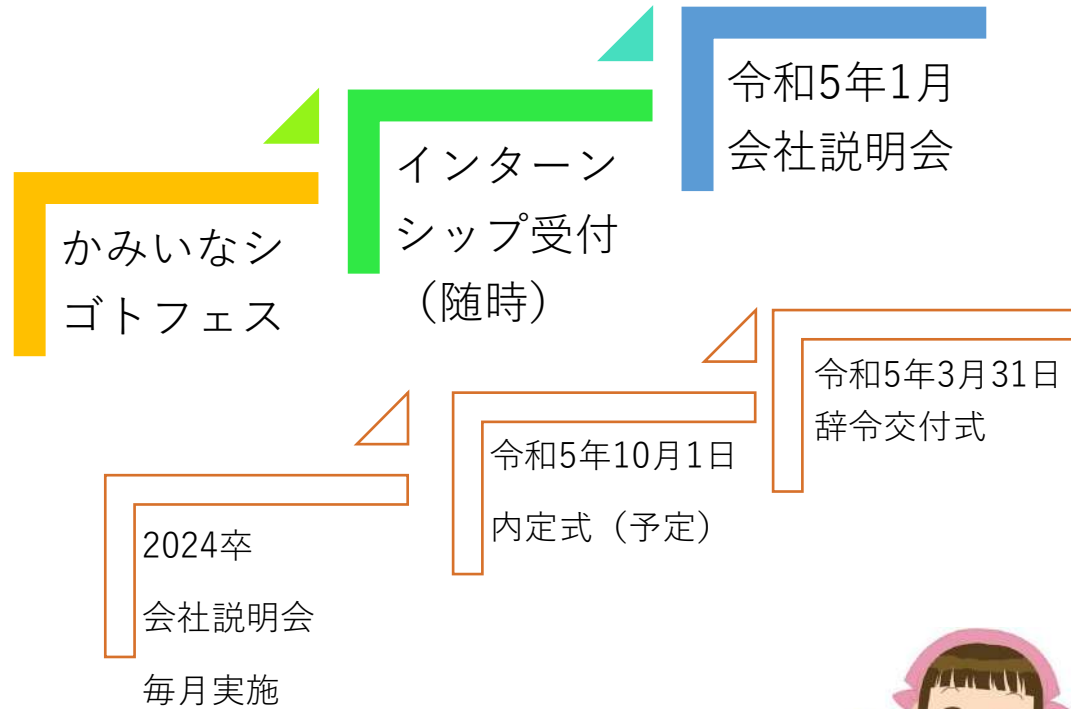 かみいなシ
ゴトフェス
インターン
シップ受付
（随時）
令和5年1月
会社説明会
2024卒
会社説明会
毎月実施
令和5年10月1日
内定式（予定）
令和5年3月31日
辞令交付式